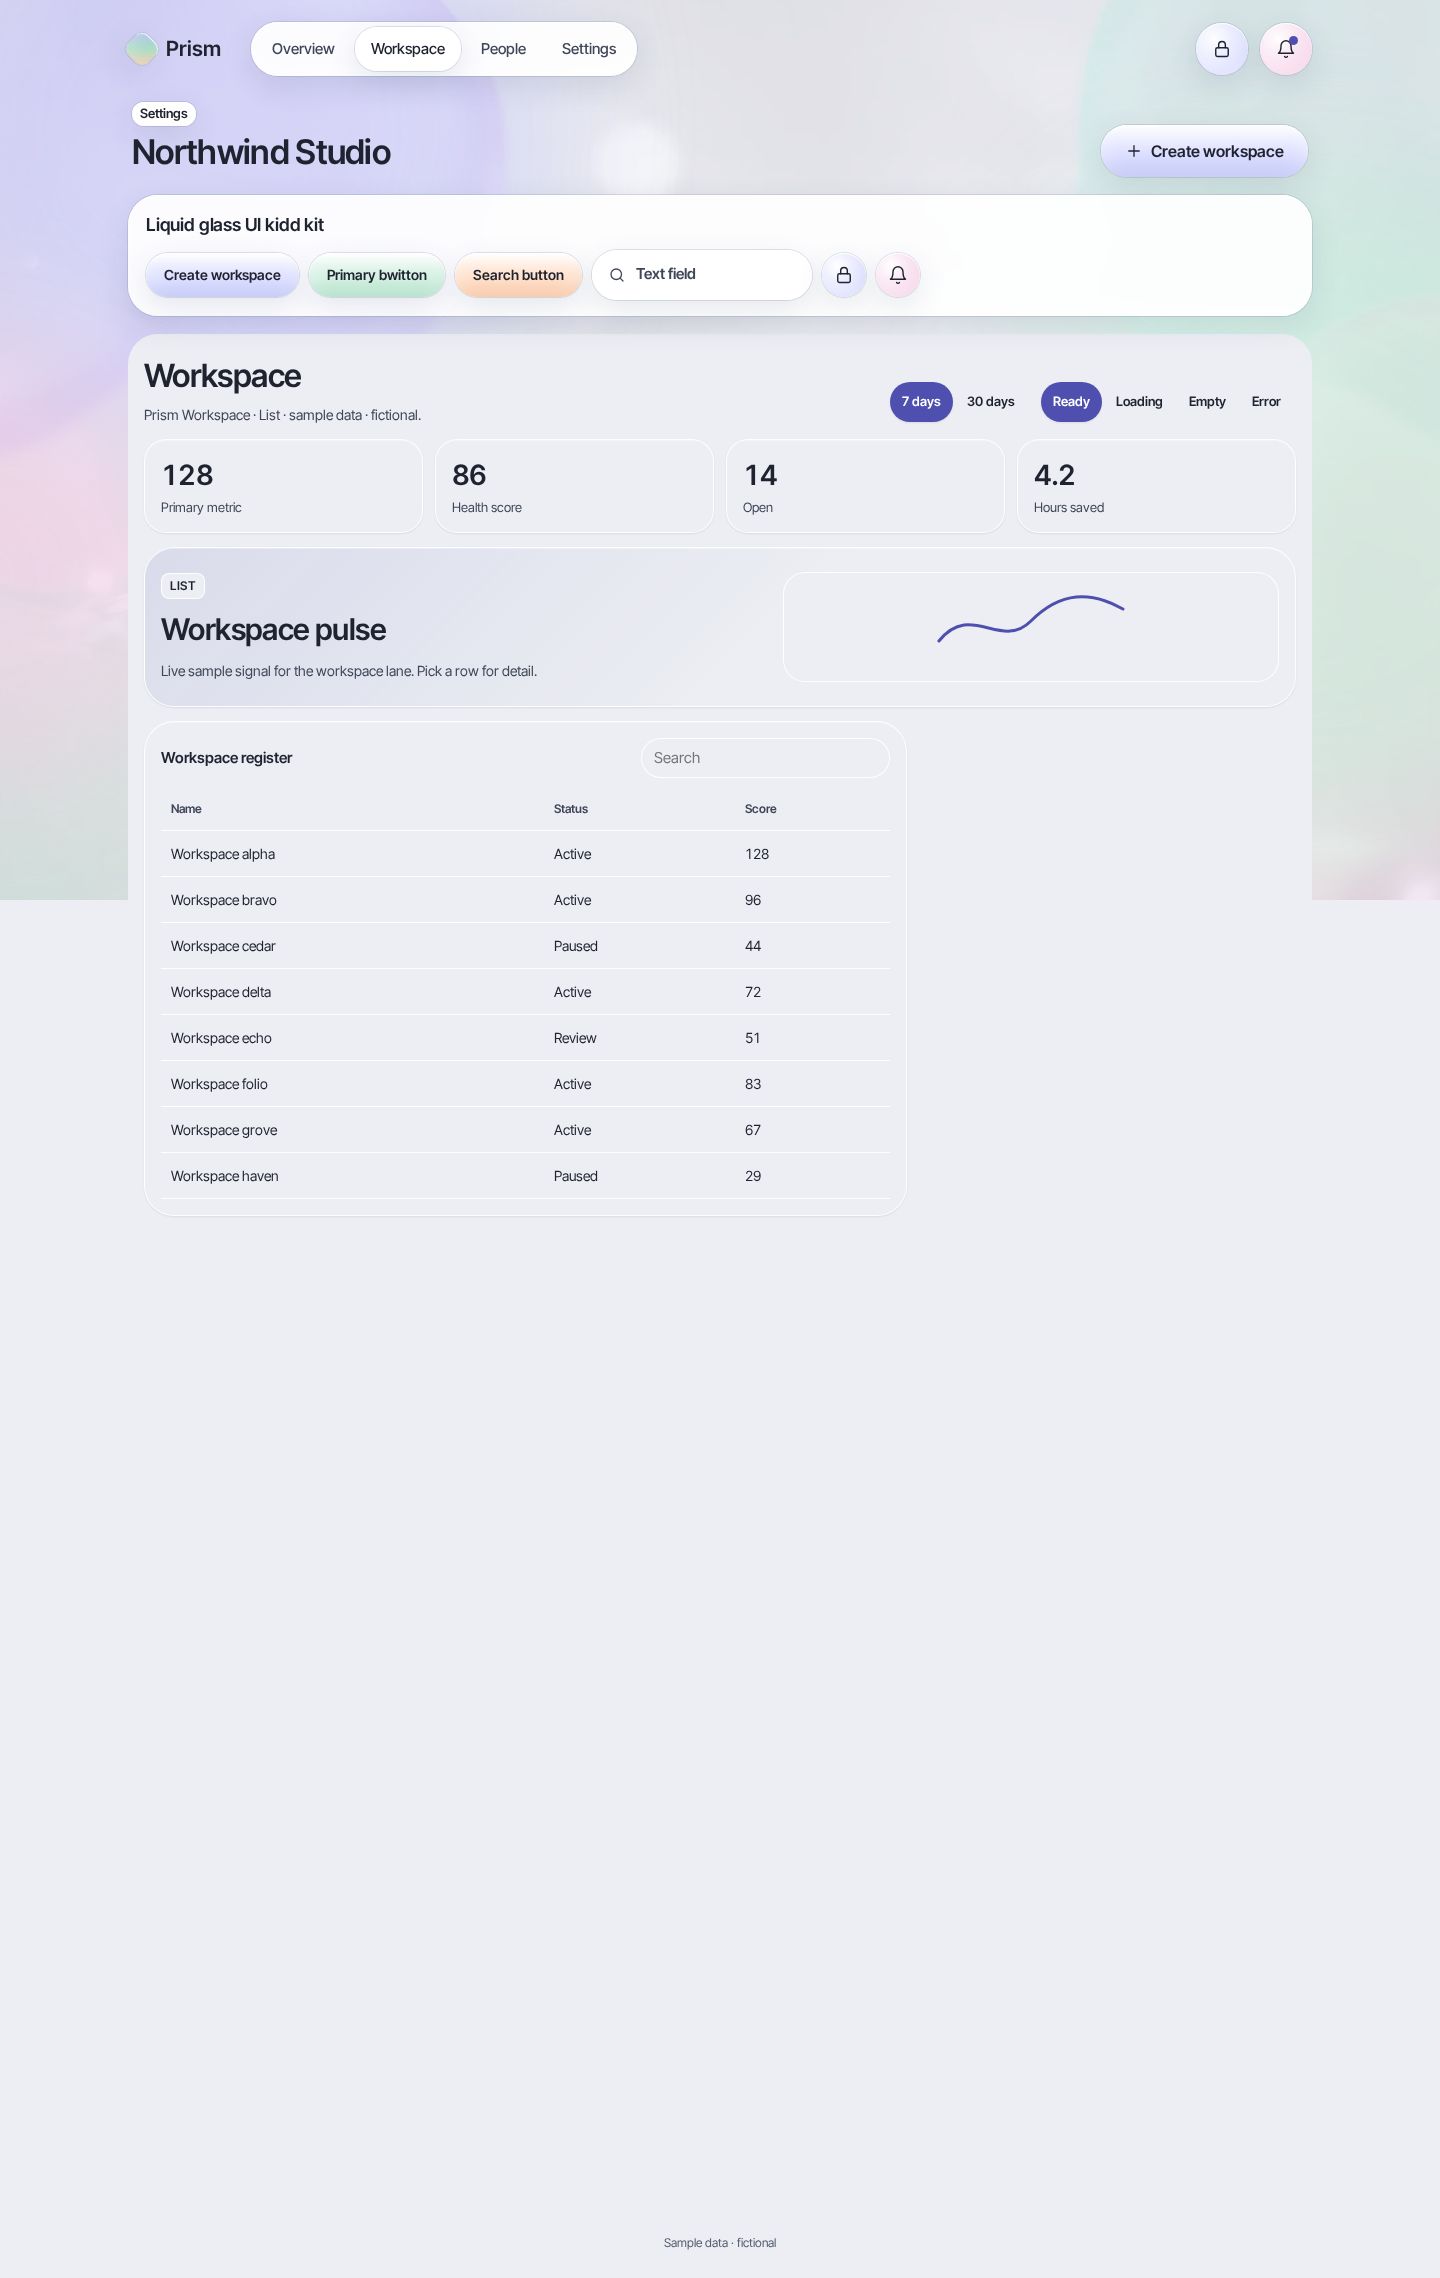 Prism
Overview Workspace People Settings
Settings
Northwind Studio
Create workspace
Liquid glass UI kidd kit
Create workspace Primary bwitton Search button Text field
Workspace
Prism Workspace · List · sample data · fictional.
7 days 30 days Ready Loading Empty Error
128 86 14 4.2
Primary metric Health score Open Hours saved
LIST
Workspace pulse
Live sample signal for the workspace lane. Pick a row for detail.
Workspace register Search
Name Status Score
Workspace alpha Active 128
Workspace bravo Active 96
Workspace cedar Paused 44
Workspace delta Active 72
Workspace echo Review 51
Workspace folio Active 83
Workspace grove Active 67
Workspace haven Paused 29
Sample data · fictional